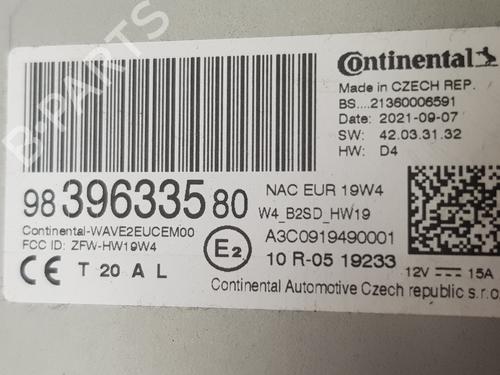 B-PARTS
Continental
Made in CZECH REP.
BS....21360006591
Date: 2021-09-07
SW: 42.03.31.32
HW: D4
98 396335 80
NAC EUR 19W4
Continental-WAVE2EUCEM00
W4_B2SD_HW19
FCC ID: ZFW-HW19W4
E2
A3C0919490001
CE T 20 A L
10 R-05 19233
12V 15A
Continental Automotive Czech republic s.r.o.